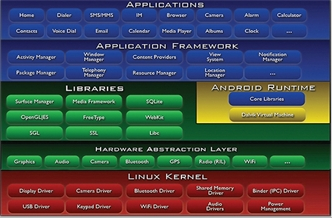 APPLICATIONS
Home Dialer SMS/MMS IM Browser Camera Alarm Calculator
Contacts Voice Dial Email Calendar Media Player Albums Clock ...
APPLICATION FRAMEWORK
Activity Manager Window Manager Content Providers View System Notification Manager
Package Manager Telephony Manager Resource Manager Location Manager ...
LIBRARIES
Surface Manager Media Framework SQLite
OpenGL|ES FreeType WebKit
SGL SSL Libc
ANDROID RUNTIME
Core Libraries
Dalvik Virtual Machine
HARDWARE ABSTRACTION LAYER
Graphics Audio Camera Bluetooth GPS Radio (RIL) WiFi ...
LINUX KERNEL
Display Driver Camera Driver Bluetooth Driver Shared Memory Driver Binder (IPC) Driver
USB Driver Keypad Driver WiFi Driver Audio Drivers Power Management